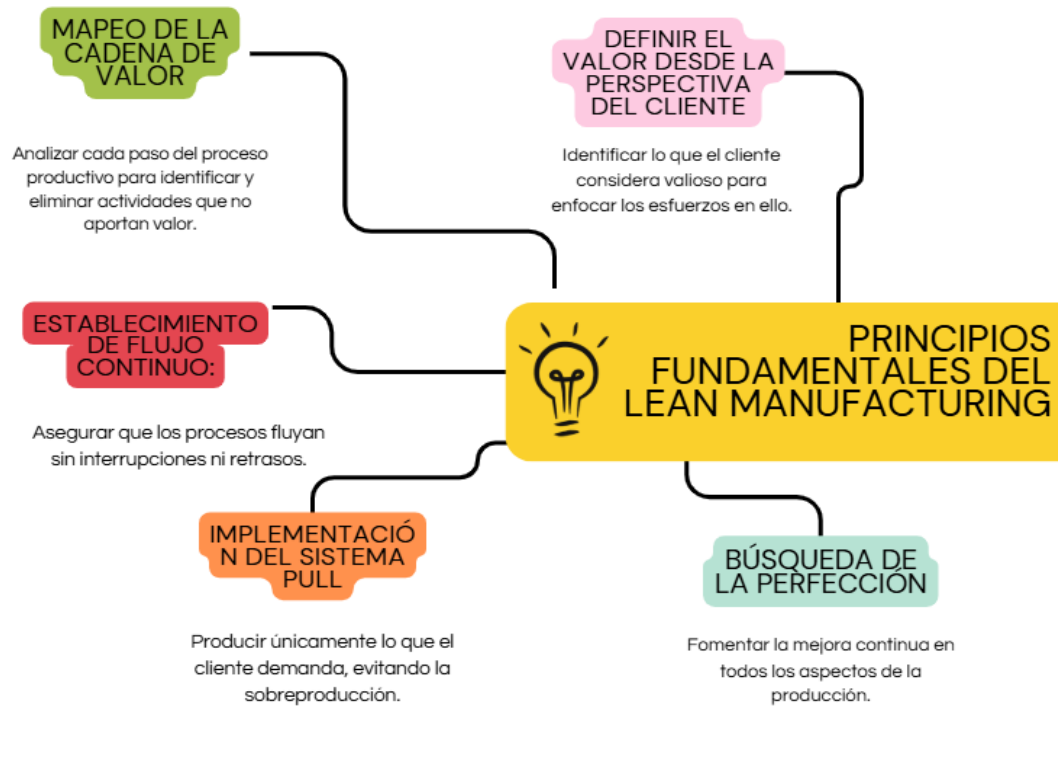 MAPEO DE LA
CADENA DE
VALOR
Analizar cada paso del proceso
productivo para identificar y
eliminar actividades que no
aportan valor.
DEFINIR EL
VALOR DESDE LA
PERSPECTIVA
DEL CLIENTE
Identificar lo que el cliente
considera valioso para
enfocar los esfuerzos en ello.
PRINCIPIOS
FUNDAMENTALES DEL
LEAN MANUFACTURING
ESTABLECIMIENTO
DE FLUJO
CONTINUO:
Asegurar que los procesos fluyan
sin interrupciones ni retrasos.
IMPLEMENTACIÓ
N DEL SISTEMA
PULL
Producir únicamente lo que el
cliente demanda, evitando la
sobreproducción.
BÚSQUEDA DE
LA PERFECCIÓN
Fomentar la mejora continua en
todos los aspectos de la
producción.